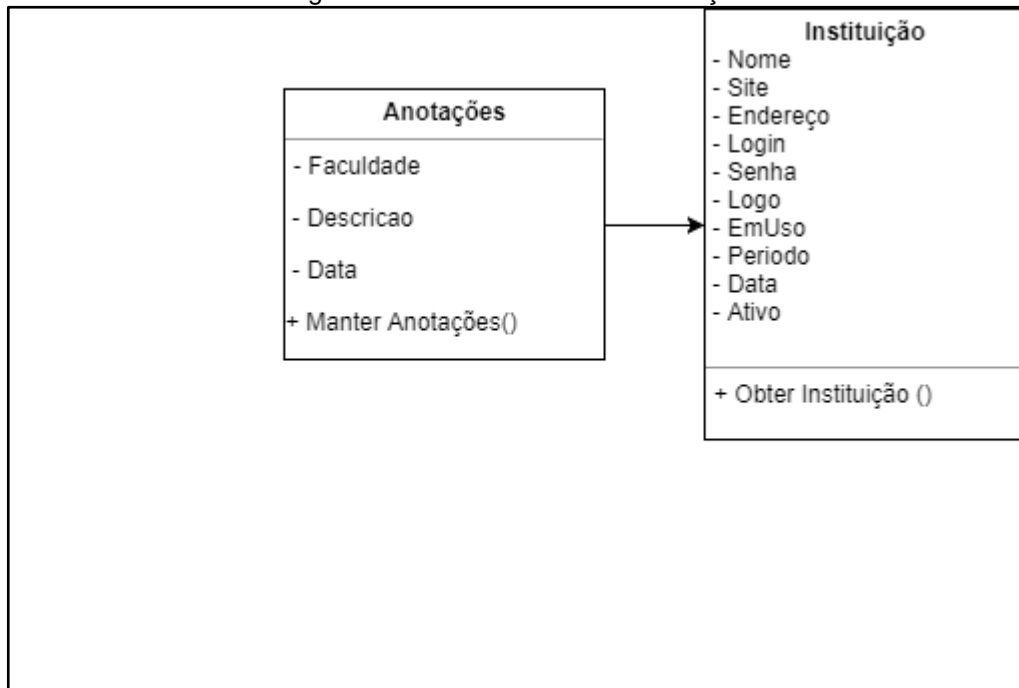 Anotações
- Faculdade
- Descricao
- Data
+ Manter Anotações()
Instituição
- Nome
- Site
- Endereço
- Login
- Senha
- Logo
- EmUso
- Periodo
- Data
- Ativo
+ Obter Instituição ()